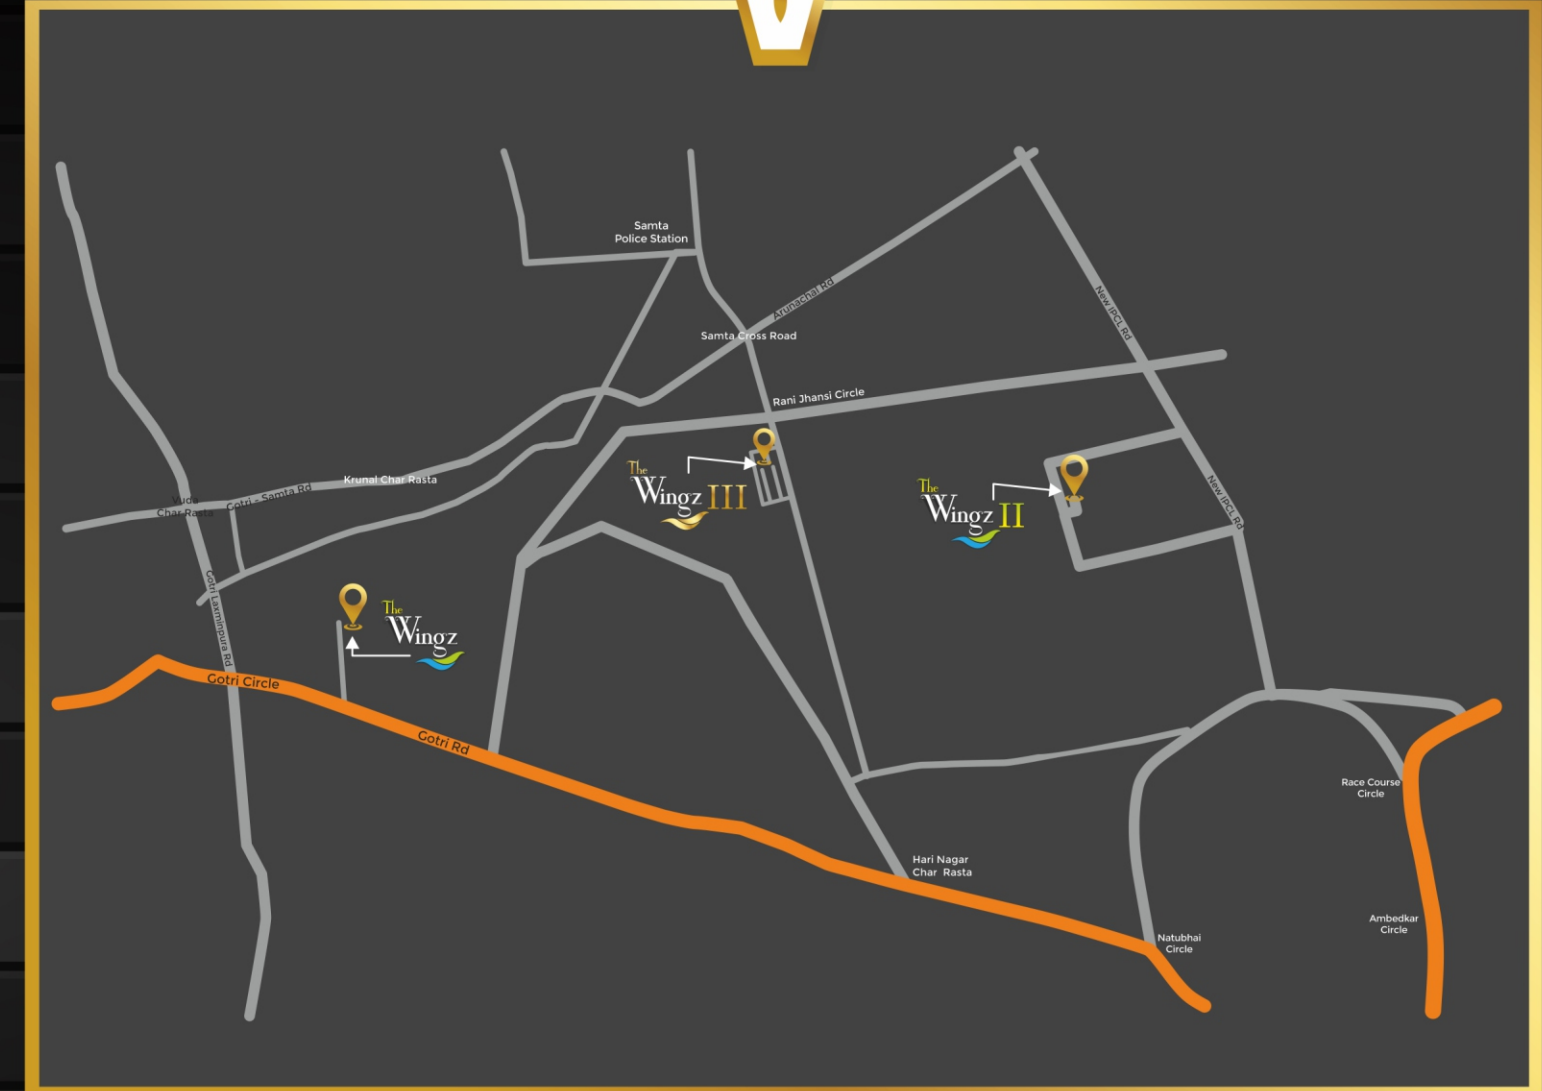 Samta
Police Station
Arunachal Rd
New IPCL Rd
Samta Cross Road
Rani Jhansi Circle
The
Wingz III
Krunal Char Rasta
Gotri - Samta Rd
Vuda
Char Rasta
The
Wingz II
New IPCL Rd
Gotri Laxminpura Rd
The
Wingz
Gotri Circle
Gotri Rd
Race Course
Circle
Hari Nagar
Char Rasta
Ambedkar
Circle
Natubhai
Circle